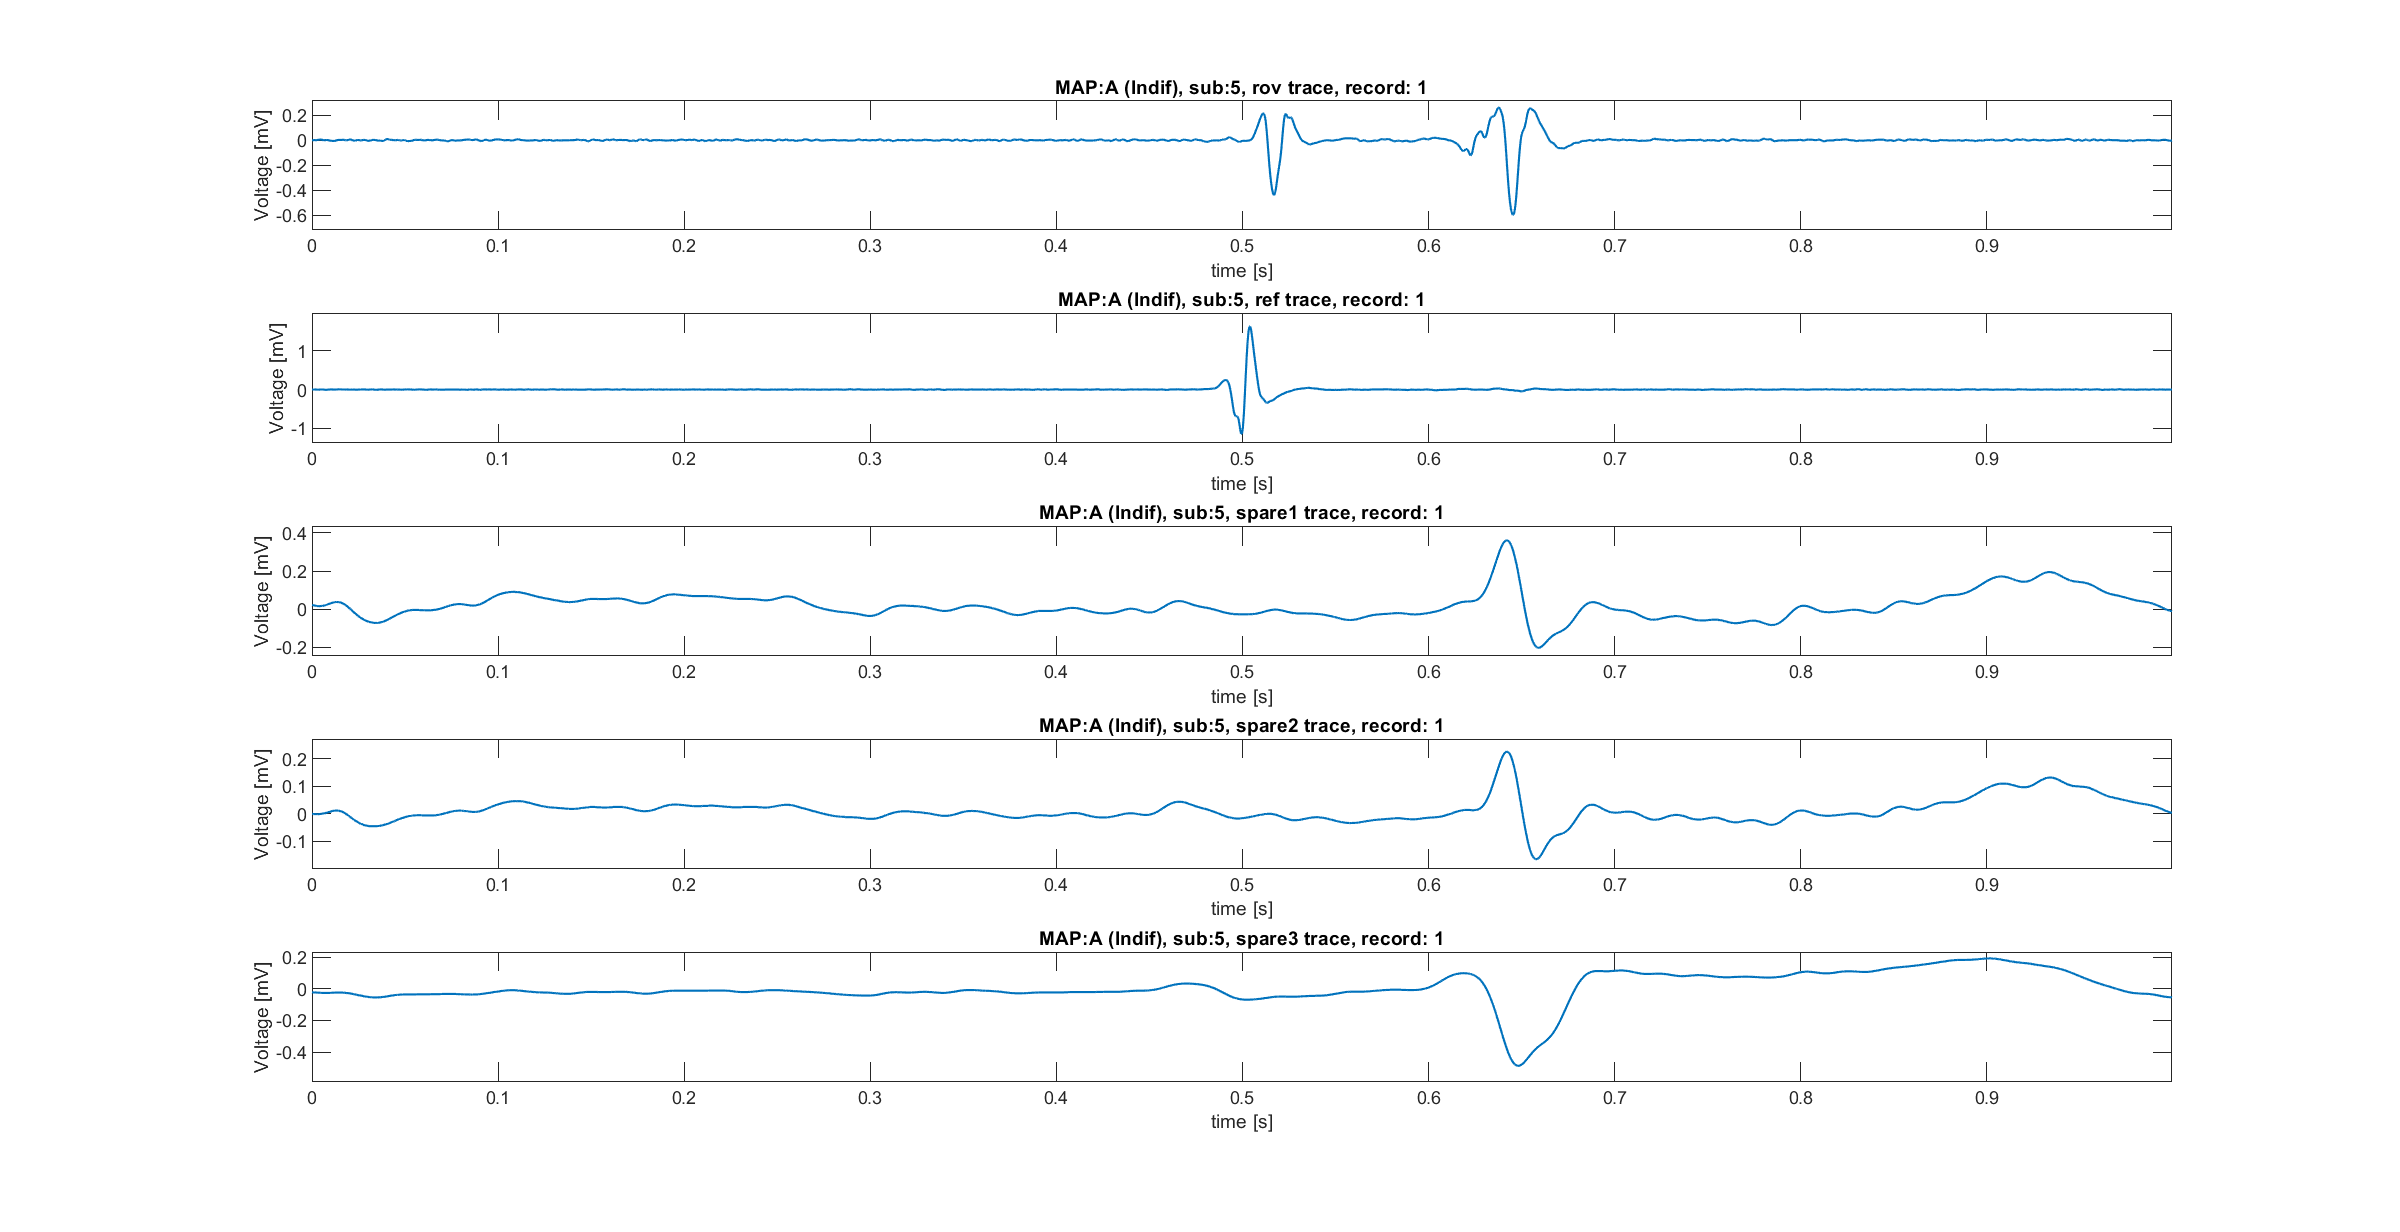 MAP:A (Indif), sub:5, rov trace, record: 1
Voltage [mV]
0.2
0
-0.2
-0.4
-0.6
0 0.1 0.2 0.3 0.4 0.5 0.6 0.7 0.8 0.9
time [s]
MAP:A (Indif), sub:5, ref trace, record: 1
Voltage [mV]
1
0
-1
0 0.1 0.2 0.3 0.4 0.5 0.6 0.7 0.8 0.9
time [s]
MAP:A (Indif), sub:5, spare1 trace, record: 1
Voltage [mV]
0.4
0.2
0
-0.2
0 0.1 0.2 0.3 0.4 0.5 0.6 0.7 0.8 0.9
time [s]
MAP:A (Indif), sub:5, spare2 trace, record: 1
Voltage [mV]
0.2
0.1
0
-0.1
0 0.1 0.2 0.3 0.4 0.5 0.6 0.7 0.8 0.9
time [s]
MAP:A (Indif), sub:5, spare3 trace, record: 1
Voltage [mV]
0.2
0
-0.2
-0.4
0 0.1 0.2 0.3 0.4 0.5 0.6 0.7 0.8 0.9
time [s]